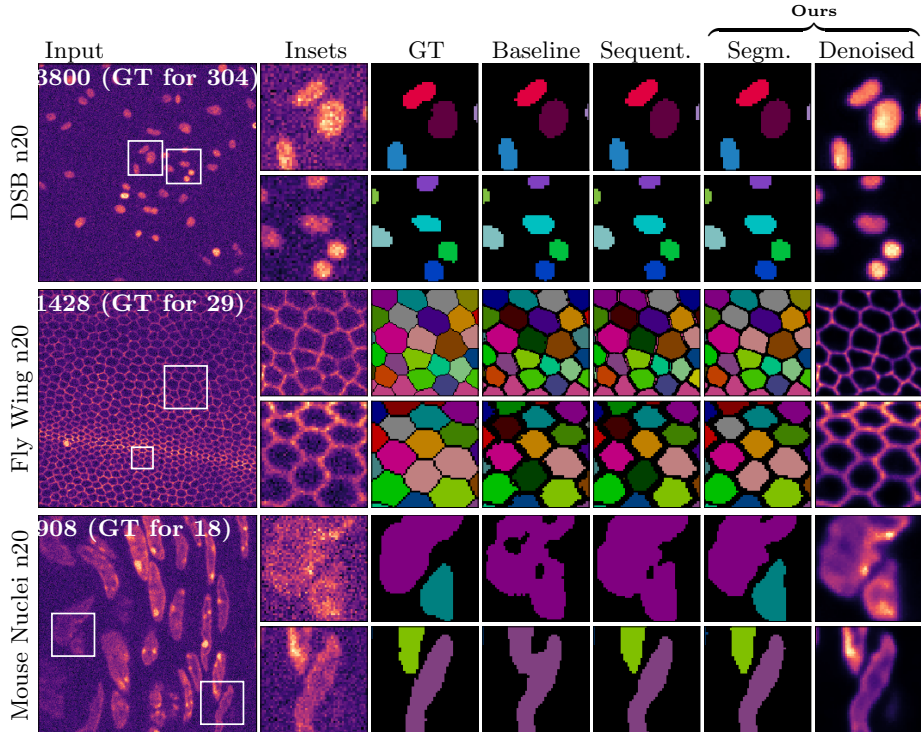 Ours
Input Insets GT Baseline Sequent. Segm. Denoised
DSB n20
3800 (GT for 304)
Fly Wing n20
1428 (GT for 29)
Mouse Nuclei n20
908 (GT for 18)